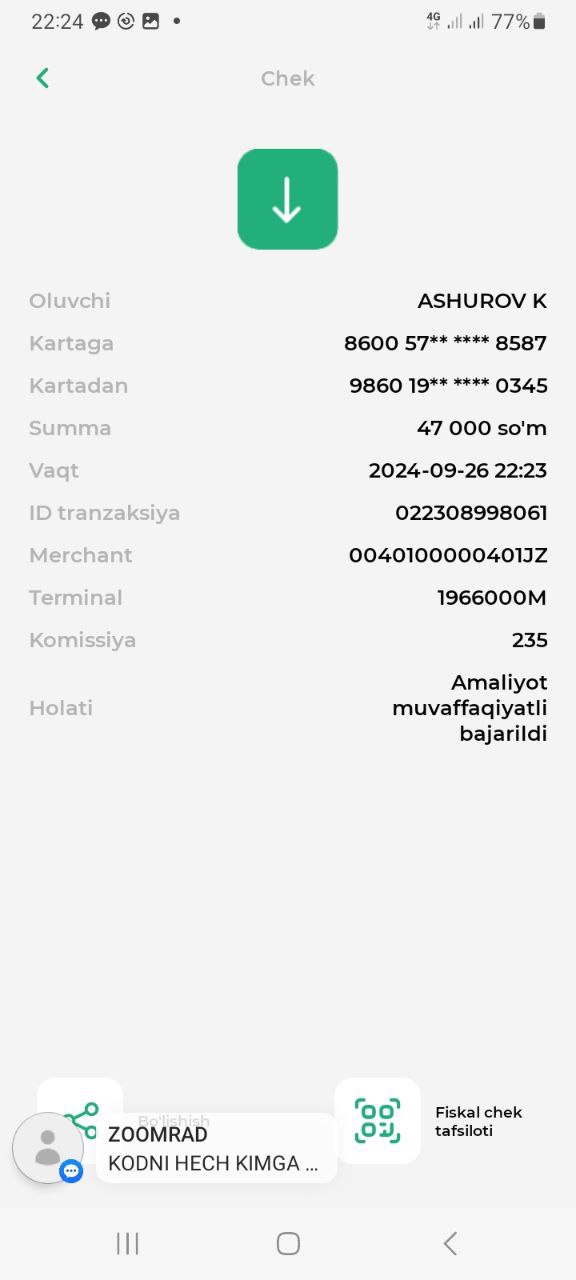 22:24 4G 77%
Chek
Oluvchi ASHUROV K
Kartaga 8600 57** **** 8587
Kartadan 9860 19** **** 0345
Summa 47 000 so'm
Vaqt 2024-09-26 22:23
ID tranzaksiya 022308998061
Merchant 0040100000401JZ
Terminal 1966000M
Komissiya 235
Holati Amaliyot
muvaffaqiyatli
bajarildi
Bo'lishish
Fiskal chek
tafsiloti
ZOOMRAD
KODNI HECH KIMGA ...